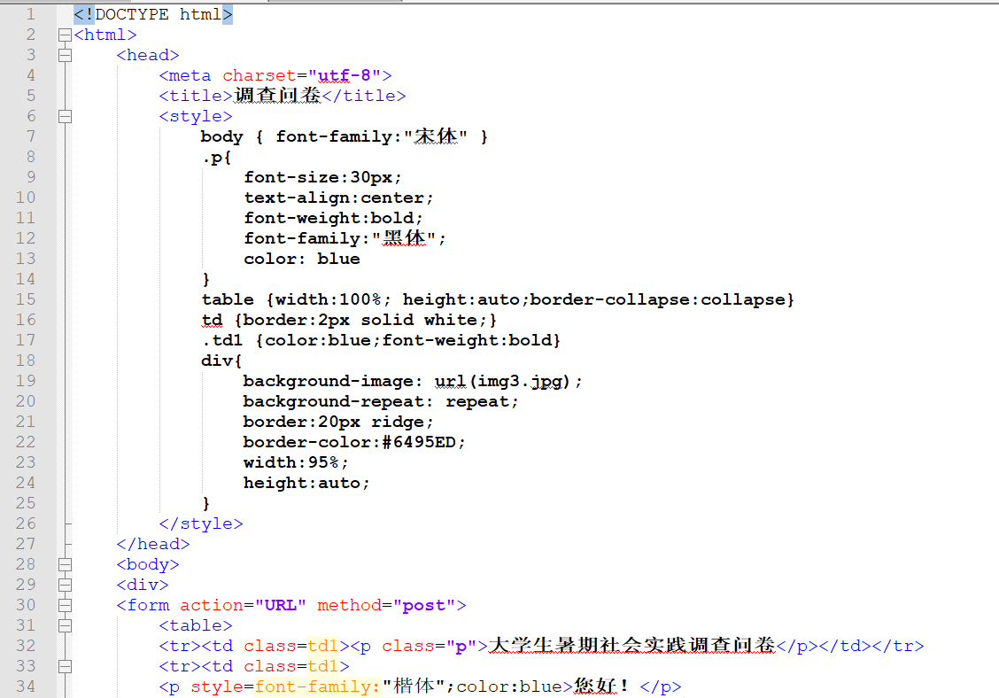 1 <!DOCTYPE html>
2 <html>
3 <head>
4 <meta charset="utf-8">
5 <title>调查问卷</title>
6 <style>
7 body { font-family:"宋体" }
8 .p{
9 font-size:30px;
10 text-align:center;
11 font-weight:bold;
12 font-family:"黑体";
13 color: blue
14 }
15 table {width:100%; height:auto;border-collapse:collapse}
16 td {border:2px solid white;}
17 .td1 {color:blue;font-weight:bold}
18 div{
19 background-image: url(img3.jpg);
20 background-repeat: repeat;
21 border:20px ridge;
22 border-color:#6495ED;
23 width:95%;
24 height:auto;
25 }
26 </style>
27 </head>
28 <body>
29 <div>
30 <form action="URL" method="post">
31 <table>
32 <tr><td class=td1><p class="p">大学生暑期社会实践调查问卷</p></td></tr>
33 <tr><td class=td1>
34 <p style=font-family:"楷体";color:blue>您好！</p>